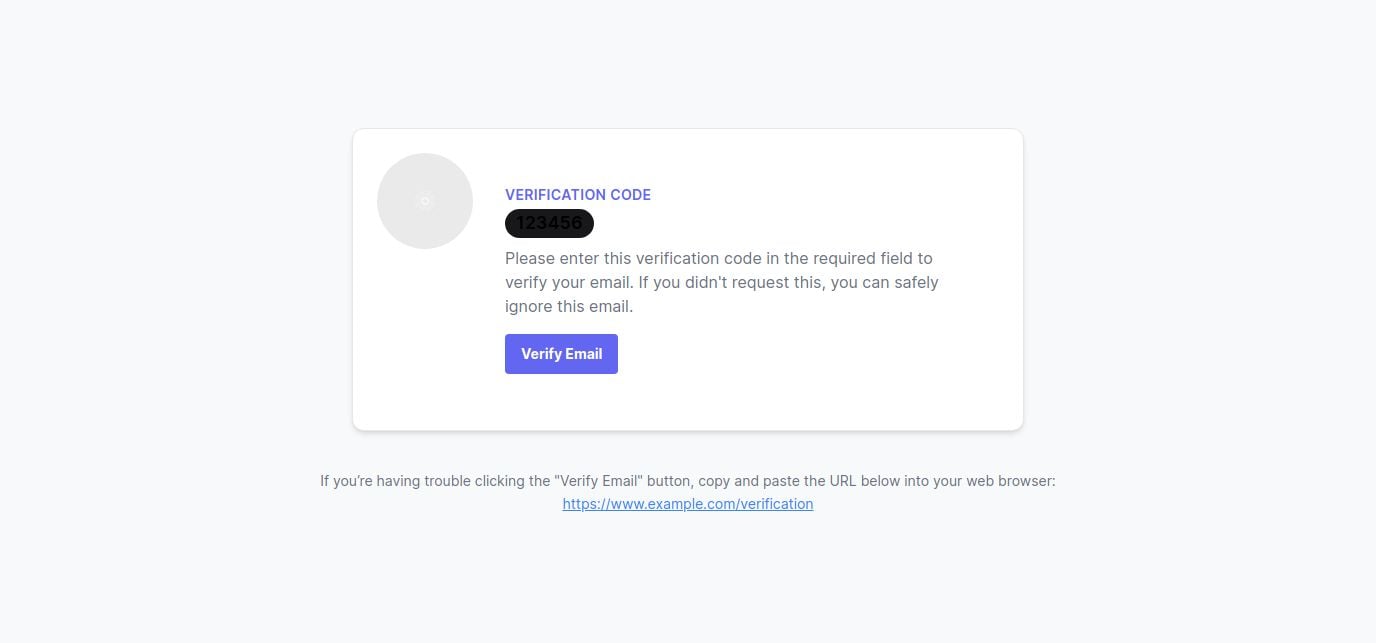 VERIFICATION CODE
123456
Please enter this verification code in the required field to
verify your email. If you didn't request this, you can safely
ignore this email.
Verify Email
If you’re having trouble clicking the "Verify Email" button, copy and paste the URL below into your web browser:
https://www.example.com/verification